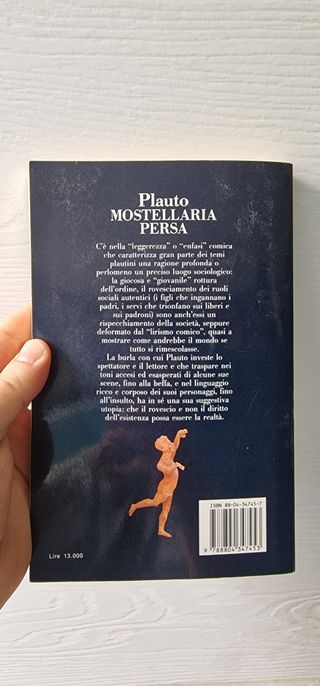 Plauto
MOSTELLARIA
PERSA
C'è nella "leggerezza" o "enfasi" comica
che caratterizza gran parte dei temi
plautini una ragione profonda o
perlomeno un preciso luogo sociologico:
la giocosa e "giovanile" rottura
dell'ordine, il rovesciamento dei ruoli
sociali autentici (i figli che ingannano i
padri, i servi che trionfano sui liberi e
sui padroni) sono anch'essi un
rispecchiamento della società, seppure
deformato dal "lirismo comico", quasi a
mostrare come andrebbe il mondo se
tutto si rimescolasse.
La burla con cui Plauto investe lo
spettatore e il lettore e che traspare nei
toni accesi ed esasperati di alcune sue
scene, fino alla beffa, e nel linguaggio
ricco e corposo dei suoi personaggi, fino
all'insulto, ha in sé una sua suggestiva
utopia: che il rovescio e non il diritto
dell'esistenza possa essere la realtà.
ISBN 88-04-34745-7
9 788804 347453
Lire 13.000